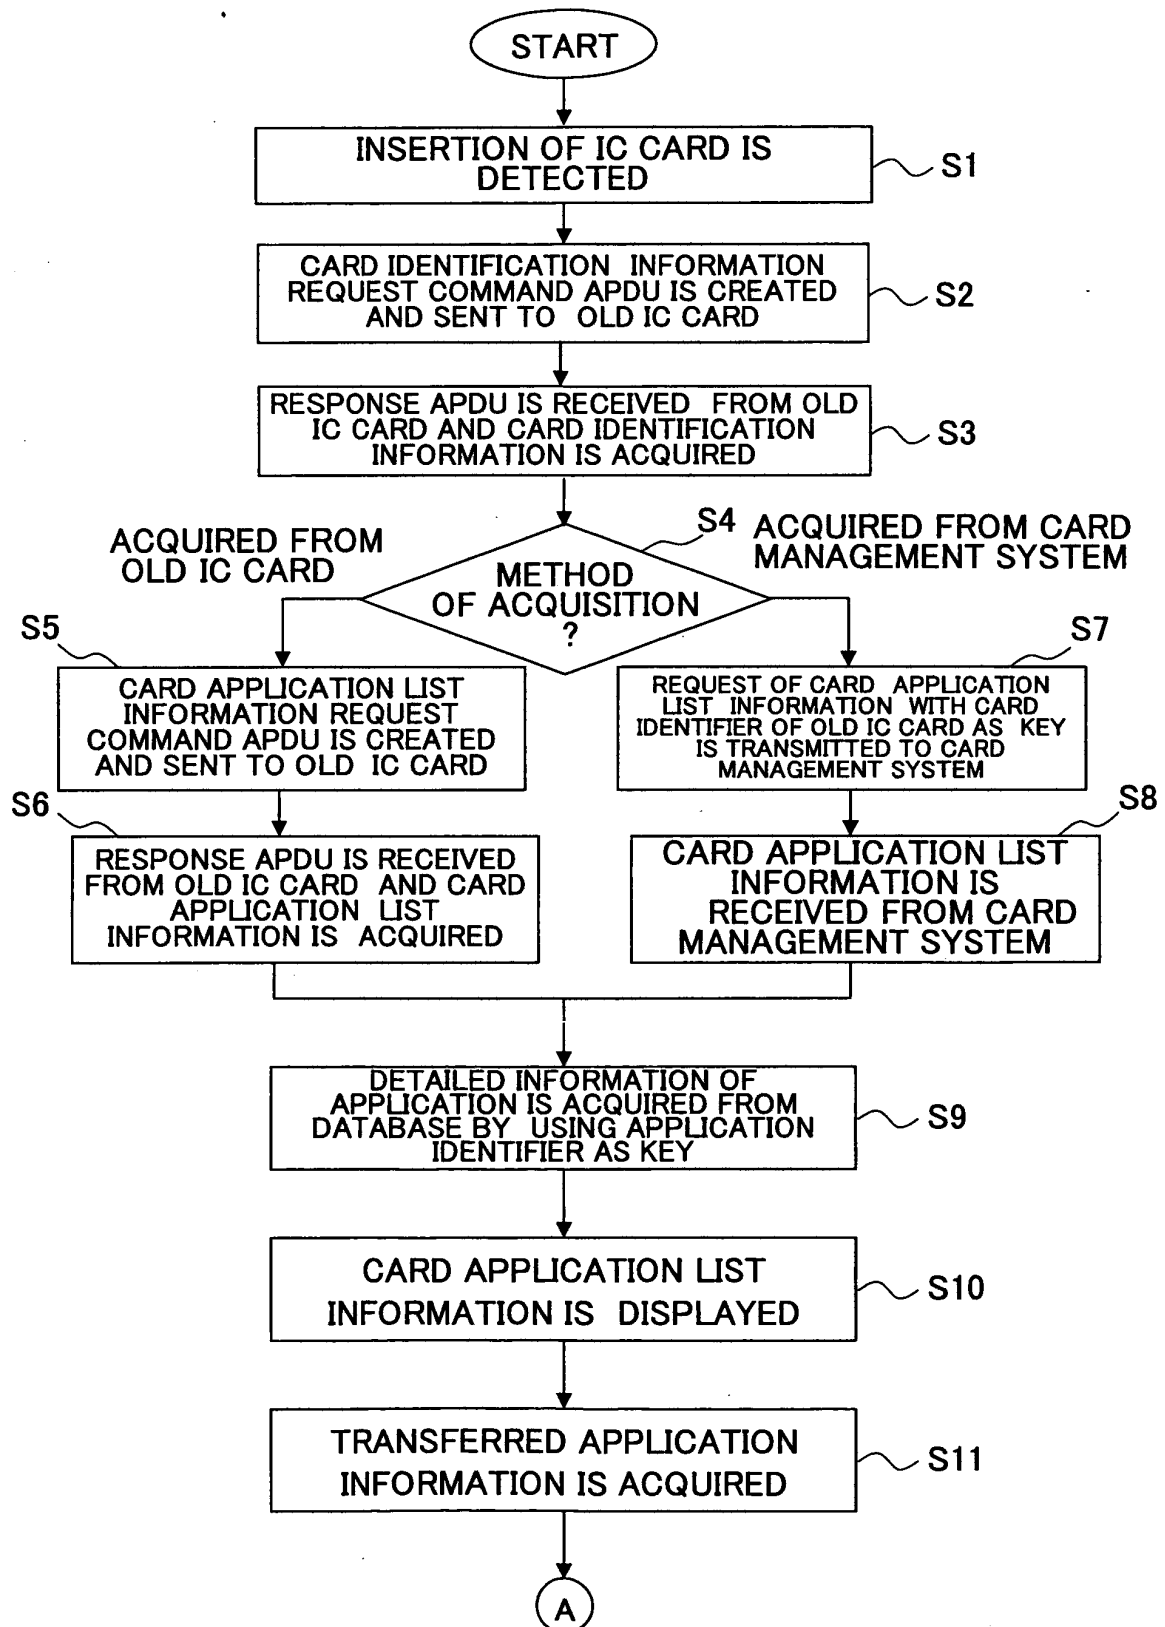 START
INSERTION OF IC CARD IS
DETECTED
S1
CARD IDENTIFICATION INFORMATION
REQUEST COMMAND APDU IS CREATED
AND SENT TO OLD IC CARD
S2
RESPONSE APDU IS RECEIVED FROM OLD
IC CARD AND CARD IDENTIFICATION
INFORMATION IS ACQUIRED
S3
S4
METHOD
OF ACQUISITION
?
ACQUIRED FROM
OLD IC CARD
ACQUIRED FROM CARD
MANAGEMENT SYSTEM
S5
CARD APPLICATION LIST
INFORMATION REQUEST
COMMAND APDU IS CREATED
AND SENT TO OLD IC CARD
S6
RESPONSE APDU IS RECEIVED
FROM OLD IC CARD AND CARD
APPLICATION LIST
INFORMATION IS ACQUIRED
S7
REQUEST OF CARD APPLICATION
LIST INFORMATION WITH CARD
IDENTIFIER OF OLD IC CARD AS KEY
IS TRANSMITTED TO CARD
MANAGEMENT SYSTEM
S8
CARD APPLICATION LIST
INFORMATION IS
RECEIVED FROM CARD
MANAGEMENT SYSTEM
DETAILED INFORMATION OF
APPLICATION IS ACQUIRED FROM
DATABASE BY USING APPLICATION
IDENTIFIER AS KEY
S9
CARD APPLICATION LIST
INFORMATION IS DISPLAYED
S10
TRANSFERRED APPLICATION
INFORMATION IS ACQUIRED
S11
A